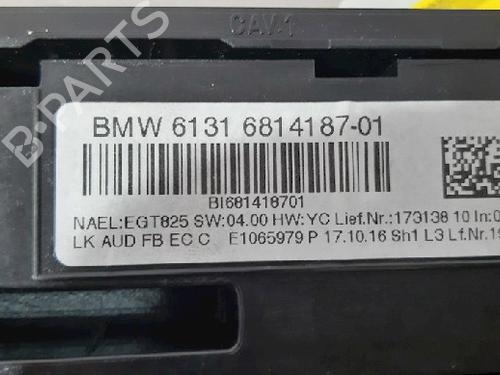 CAV-1
B-PARTS
BMW 6131 6814187-01
BI681418701
NAEL:EGT825 SW:04.00 HW:YC Lief.Nr.:173138 10 In:0
LK AUD FB EC C E1065979 P 17.10.16 Sh1 L3 Lf.Nr.19